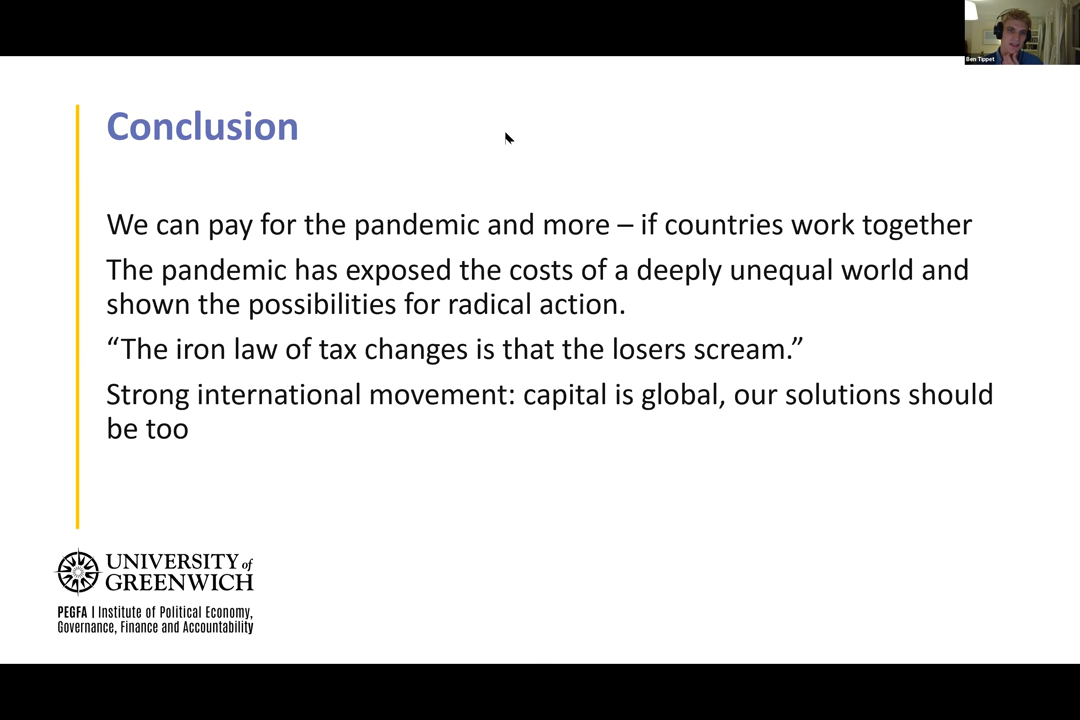 Ben Tippet
Conclusion
We can pay for the pandemic and more – if countries work together
The pandemic has exposed the costs of a deeply unequal world and
shown the possibilities for radical action.
“The iron law of tax changes is that the losers scream.”
Strong international movement: capital is global, our solutions should
be too
UNIVERSITY of
GREENWICH
PEGFA | Institute of Political Economy,
Governance, Finance and Accountability